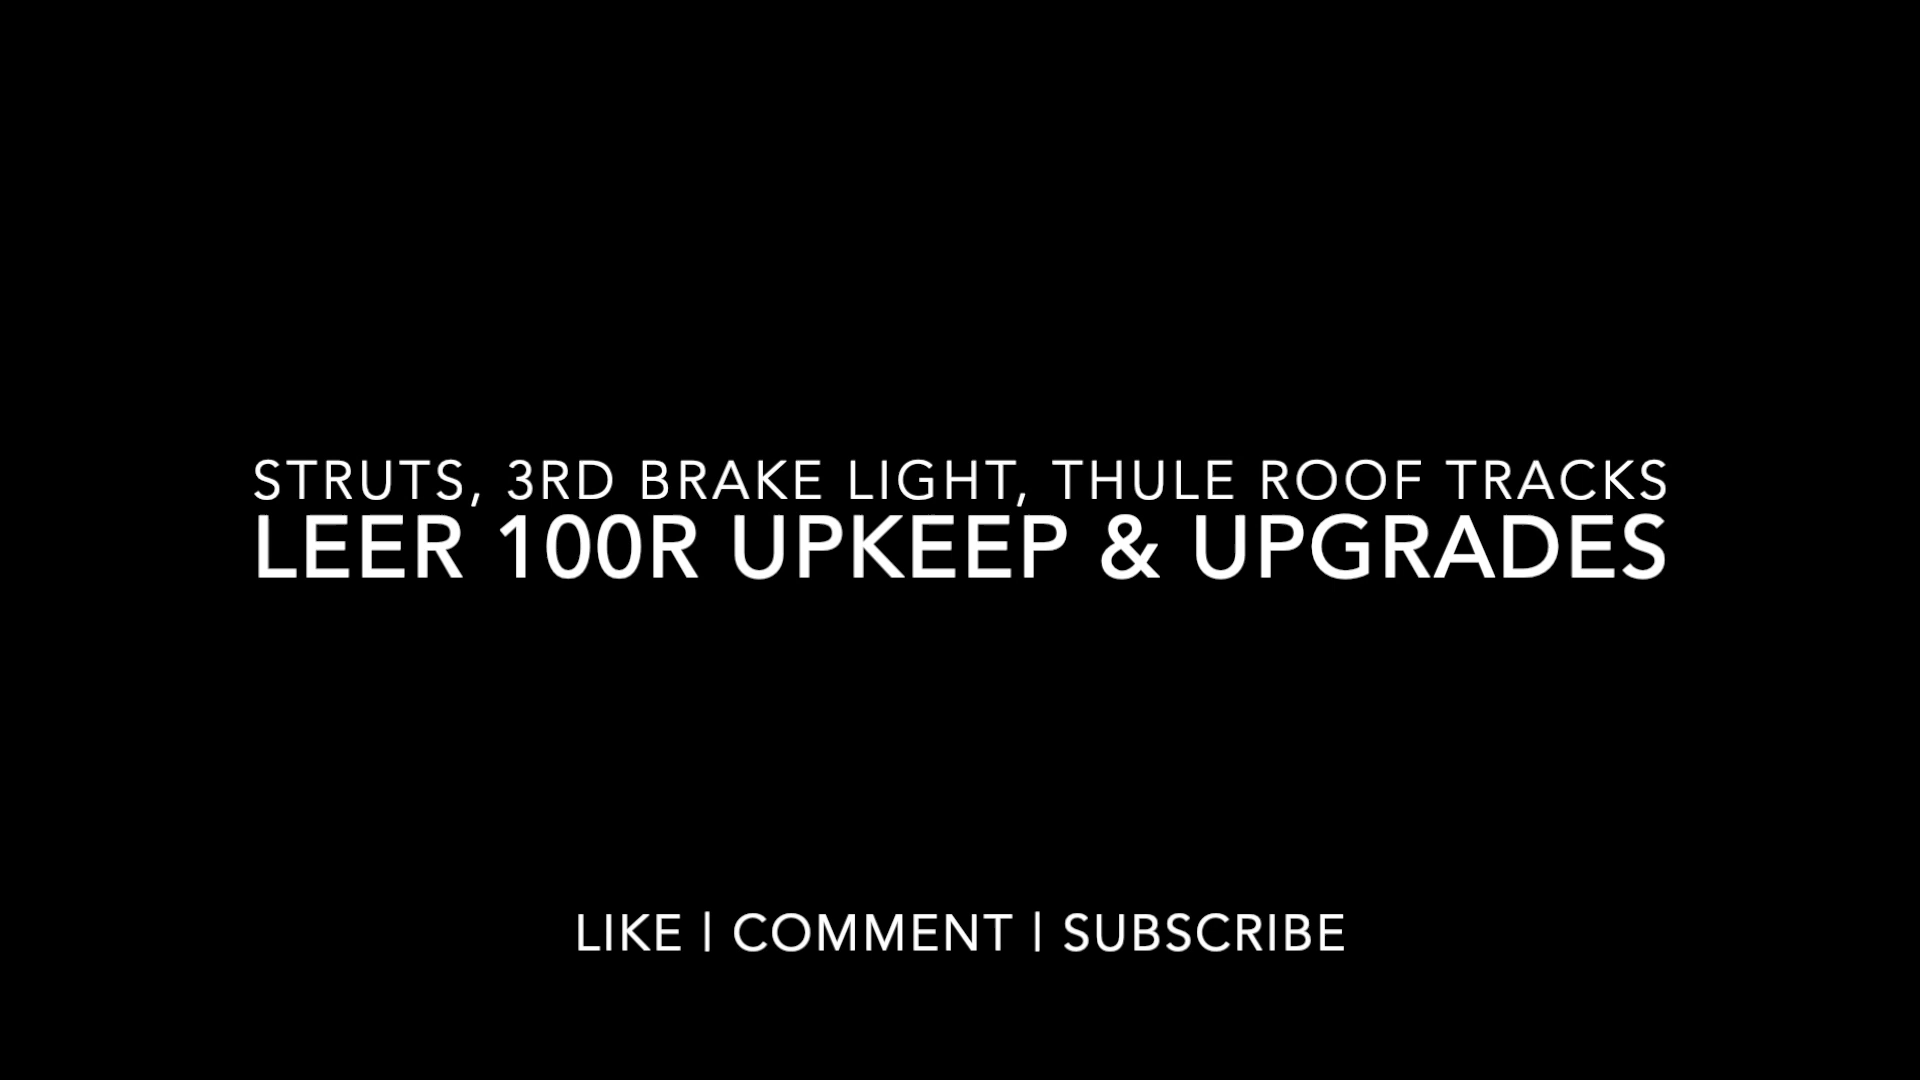 STRUTS, 3RD BRAKE LIGHT, THULE ROOF TRACKS
LEER 100R UPKEEP & UPGRADES
LIKE | COMMENT | SUBSCRIBE